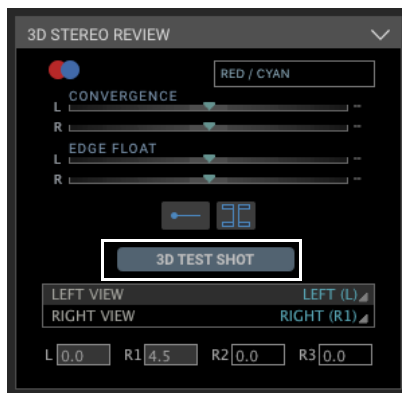 3D STEREO REVIEW
RED / CYAN
CONVERGENCE
L --
R --
EDGE FLOAT
L --
R --
3D TEST SHOT
LEFT VIEW LEFT (L)
RIGHT VIEW RIGHT (R1)
L 0.0 R1 4.5 R2 0.0 R3 0.0